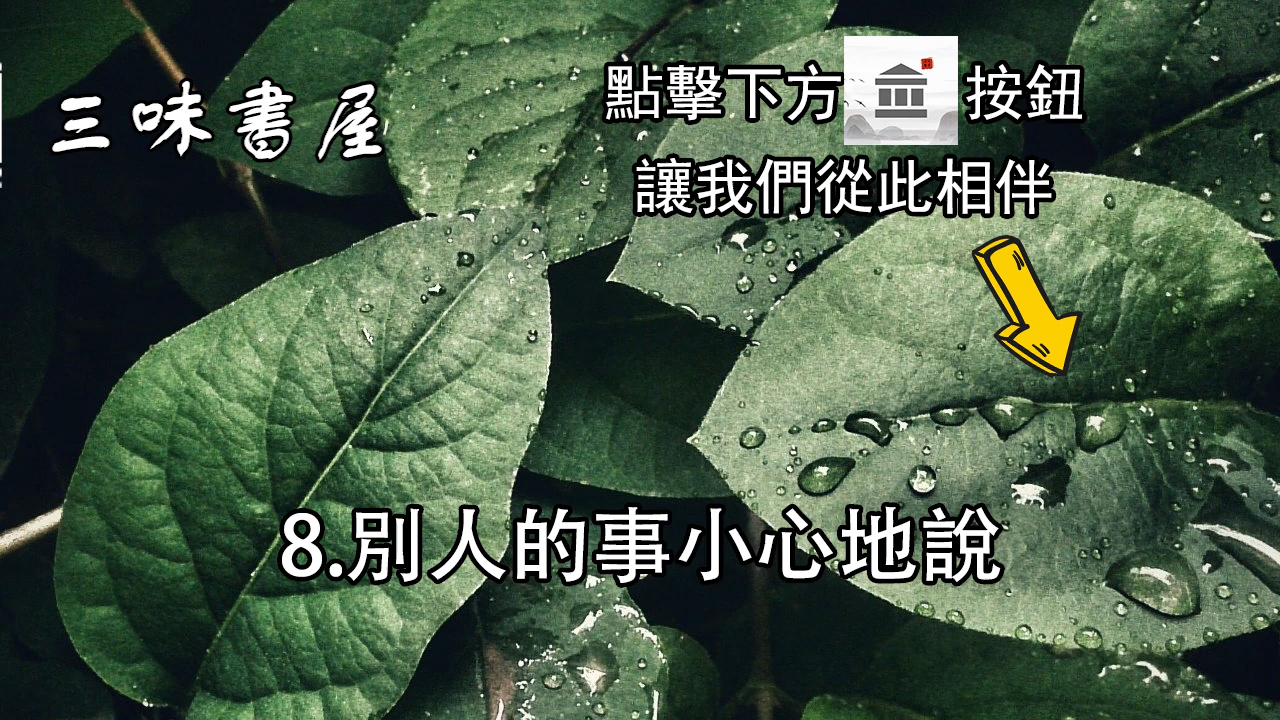 三味書屋
點擊下方 按鈕
讓我們從此相伴
8.別人的事小心地說